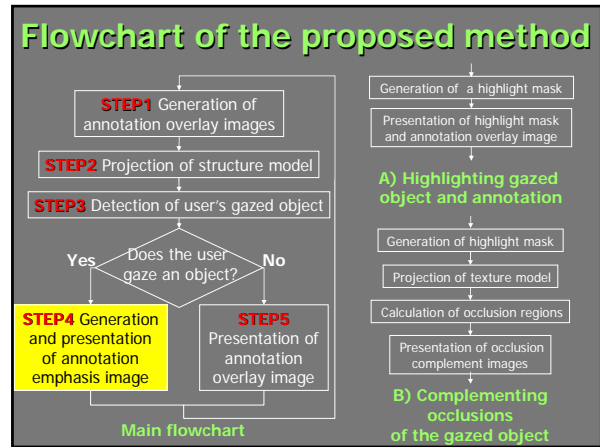 Flowchart of the proposed method
STEP1 Generation of
annotation overlay images
STEP2 Projection of structure model
STEP3 Detection of user's gazed object
Does the user
gaze an object?
Yes
No
STEP4 Generation
and presentation
of annotation
emphasis image
STEP5
Presentation of
annotation
overlay image
Main flowchart
Generation of a highlight mask
Presentation of highlight mask
and annotation overlay image
A) Highlighting gazed
object and annotation
Generation of highlight mask
Projection of texture model
Calculation of occlusion regions
Presentation of occlusion
complement images
B) Complementing
occlusions
of the gazed object